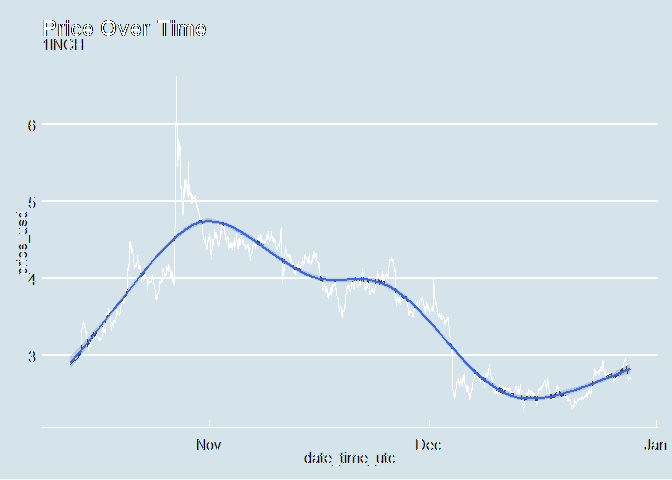 Price Over Time
1INCH
6
5
4
3
price_usd
Nov Dec Jan
date_time_utc